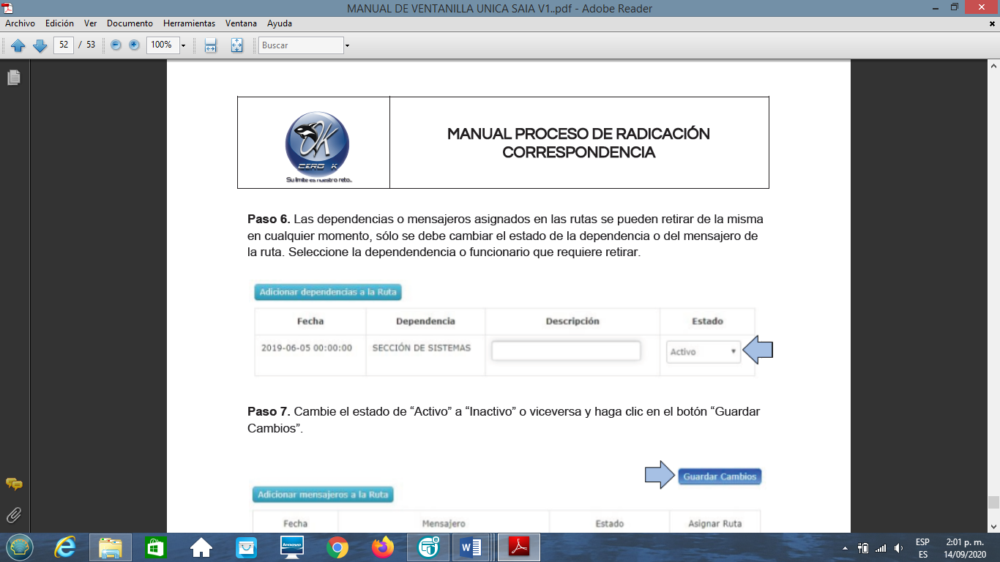 MANUAL DE VENTANILLA UNICA SAIA V1..pdf - Adobe Reader
Archivo Edición Ver Documento Herramientas Ventana Ayuda
52 / 53 100% Buscar
OK
CERO K
Su límite es nuestro reto..
MANUAL PROCESO DE RADICACIÓN
CORRESPONDENCIA
Paso 6. Las dependencias o mensajeros asignados en las rutas se pueden retirar de la misma
en cualquier momento, sólo se debe cambiar el estado de la dependencia o del mensajero de
la ruta. Seleccione la dependendencia o funcionario que requiere retirar.
Adicionar dependencias a la Ruta
Fecha Dependencia Descripción Estado
2019-06-05 00:00:00 SECCIÓN DE SISTEMAS Activo
Paso 7. Cambie el estado de “Activo” a “Inactivo” o viceversa y haga clic en el botón “Guardar
Cambios”.
Guardar Cambios
Adicionar mensajeros a la Ruta
Fecha Mensajero Estado Asignar Ruta
lenovo
8
W
ESP 2:01 p. m.
ES 14/09/2020